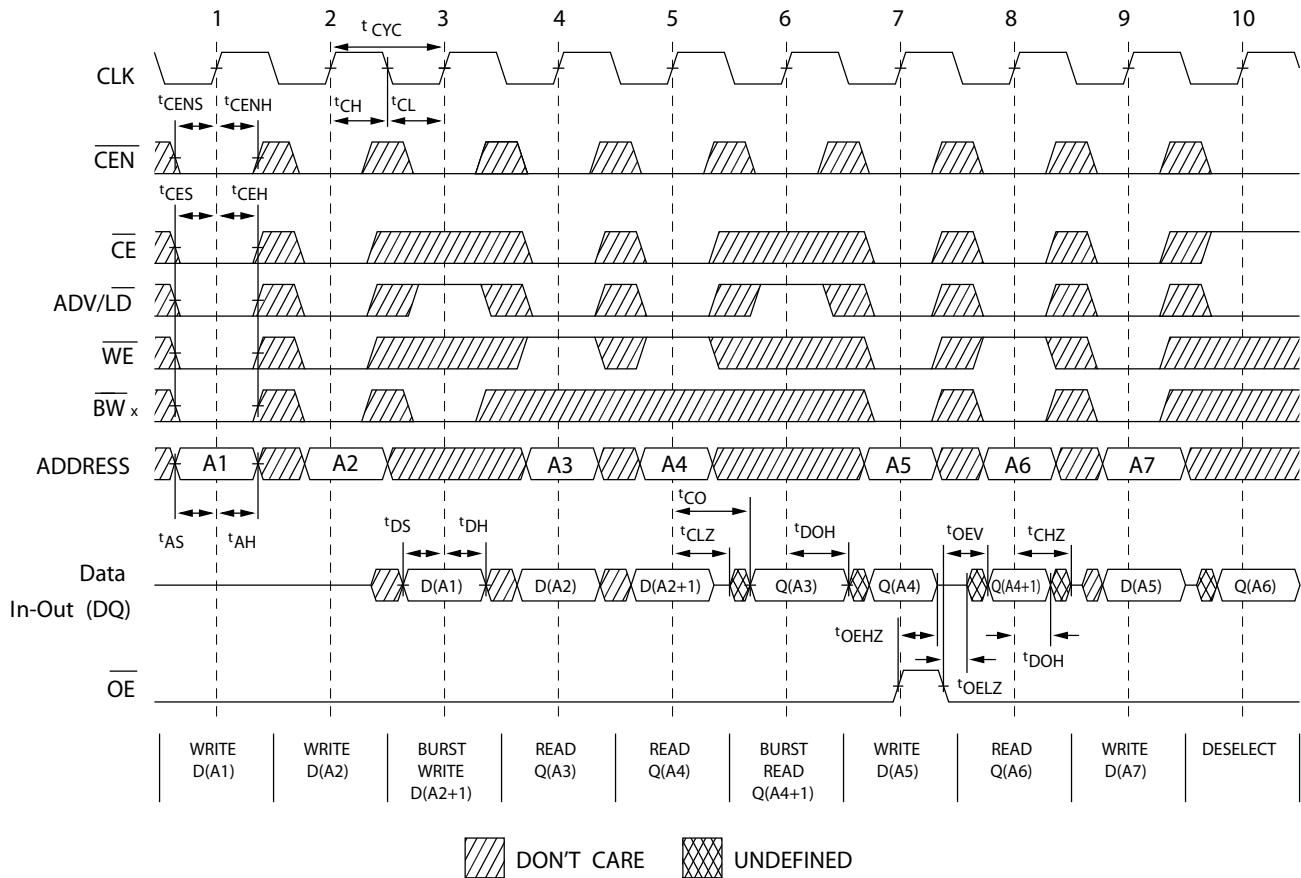 1 2 3 4 5 6 7 8 9 10
t CYC
CLK
tCENS tCENH tCH tCL
CEN
tCES tCEH
CE
ADV/LD
WE
BW x
ADDRESS A1 A2 A3 A4 A5 A6 A7
tCO
tDS tDH tCLZ tDOH tOEV tCHZ
tAS tAH
Data
In-Out (DQ)
D(A1) D(A2) D(A2+1) Q(A3) Q(A4) Q(A4+1) D(A5) Q(A6)
tOEHZ tDOH
tOELZ
OE
WRITE
D(A1)
WRITE
D(A2)
BURST
WRITE
D(A2+1)
READ
Q(A3)
READ
Q(A4)
BURST
READ
Q(A4+1)
WRITE
D(A5)
READ
Q(A6)
WRITE
D(A7)
DESELECT
DON'T CARE UNDEFINED